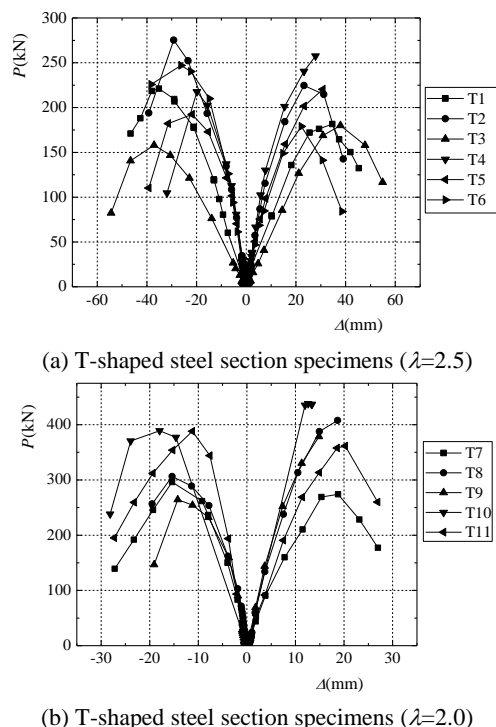 P(kN)
300
250
200
150
100
50
0
-60 -40 -20 0 20 40 60
Δ(mm)
T1
T2
T3
T4
T5
T6
(a) T-shaped steel section specimens (λ=2.5)
P(kN)
400
300
200
100
0
-30 -20 -10 0 10 20 30
Δ(mm)
T7
T8
T9
T10
T11
(b) T-shaped steel section specimens (λ=2.0)